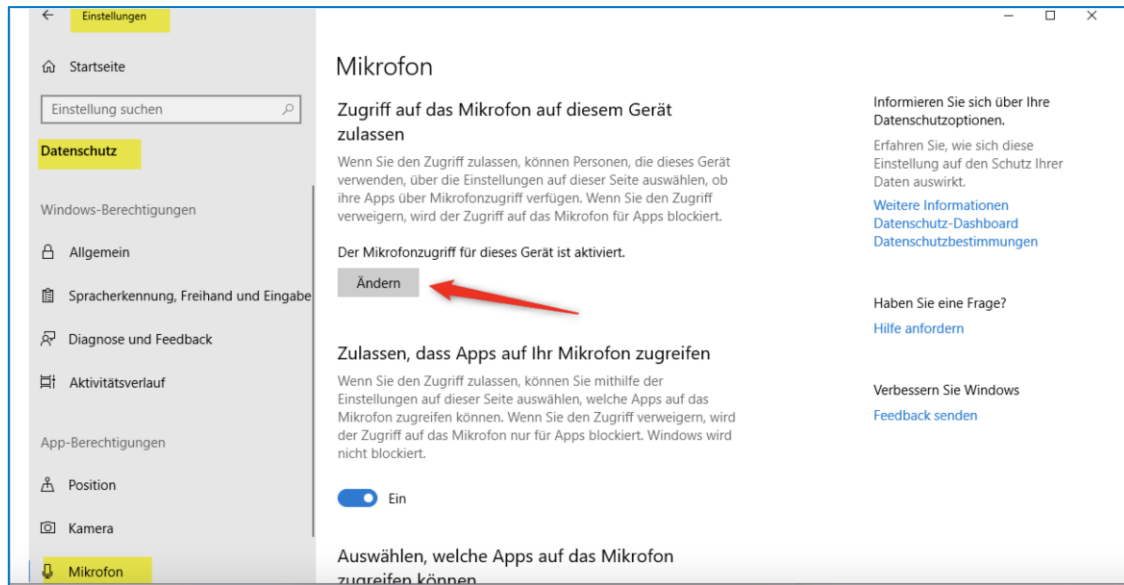 Einstellungen
Startseite
Einstellung suchen
Datenschutz
Windows-Berechtigungen
Allgemein
Spracherkennung, Freihand und Eingabe
Diagnose und Feedback
Aktivitätsverlauf
App-Berechtigungen
Position
Kamera
Mikrofon
Mikrofon
Zugriff auf das Mikrofon auf diesem Gerät
zulassen
Wenn Sie den Zugriff zulassen, können Personen, die dieses Gerät
verwenden, über die Einstellungen auf dieser Seite auswählen, ob
ihre Apps über Mikrofonzugriff verfügen. Wenn Sie den Zugriff
verweigern, wird der Zugriff auf das Mikrofon für Apps blockiert.
Der Mikrofonzugriff für dieses Gerät ist aktiviert.
Ändern
Zulassen, dass Apps auf Ihr Mikrofon zugreifen
Wenn Sie den Zugriff zulassen, können Sie mithilfe der
Einstellungen auf dieser Seite auswählen, welche Apps auf das
Mikrofon zugreifen können. Wenn Sie den Zugriff verweigern, wird
der Zugriff auf das Mikrofon nur für Apps blockiert. Windows wird
nicht blockiert.
Ein
Auswählen, welche Apps auf das Mikrofon
zugreifen können
Informieren Sie sich über Ihre
Datenschutzoptionen.
Erfahren Sie, wie sich diese
Einstellung auf den Schutz Ihrer
Daten auswirkt.
Weitere Informationen
Datenschutz-Dashboard
Datenschutzbestimmungen
Haben Sie eine Frage?
Hilfe anfordern
Verbessern Sie Windows
Feedback senden